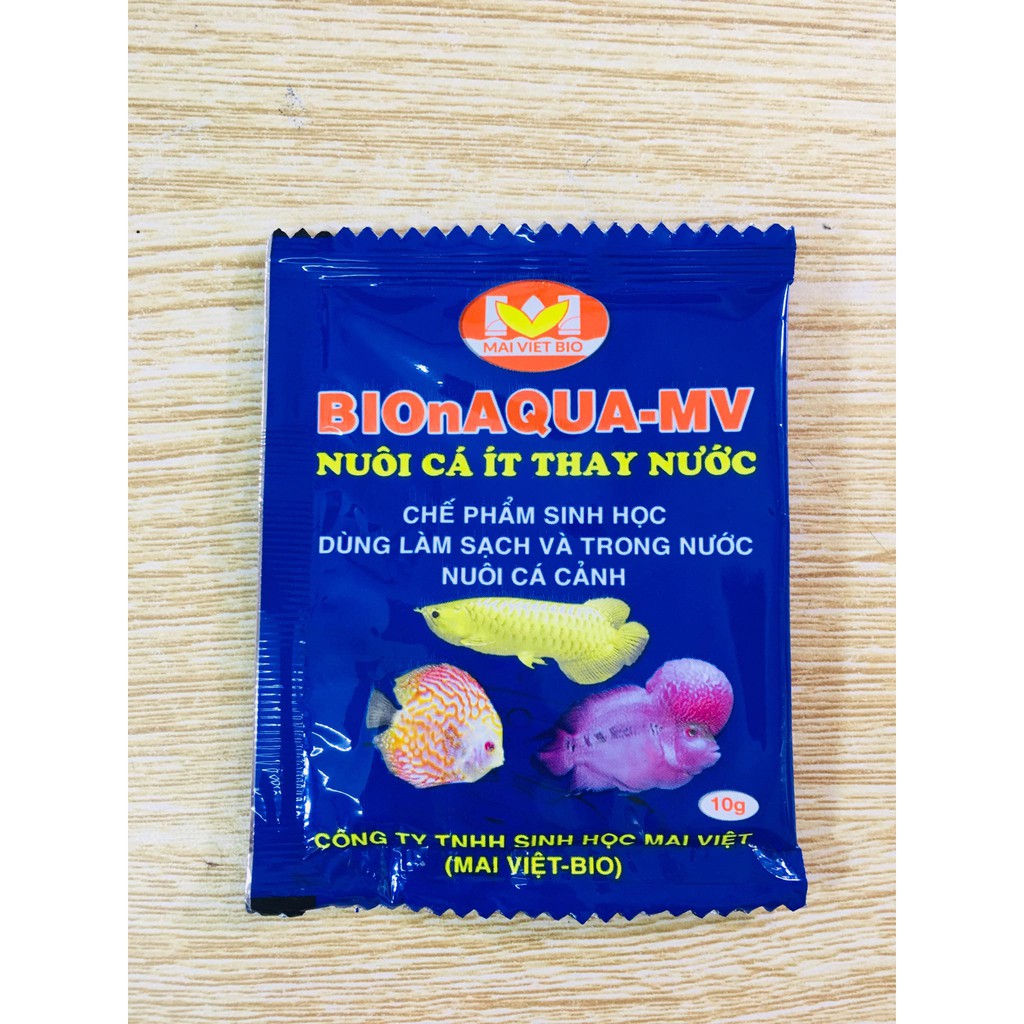 MAI VIET BIO
BIOnAQUA-MV
NUÔI CÁ ÍT THAY NƯỚC
CHẾ PHẨM SINH HỌC
DÙNG LÀM SẠCH VÀ TRONG NƯỚC
NUÔI CÁ CẢNH
10g
CÔNG TY TNHH SINH HỌC MAI VIỆT
(MAI VIỆT-BIO)